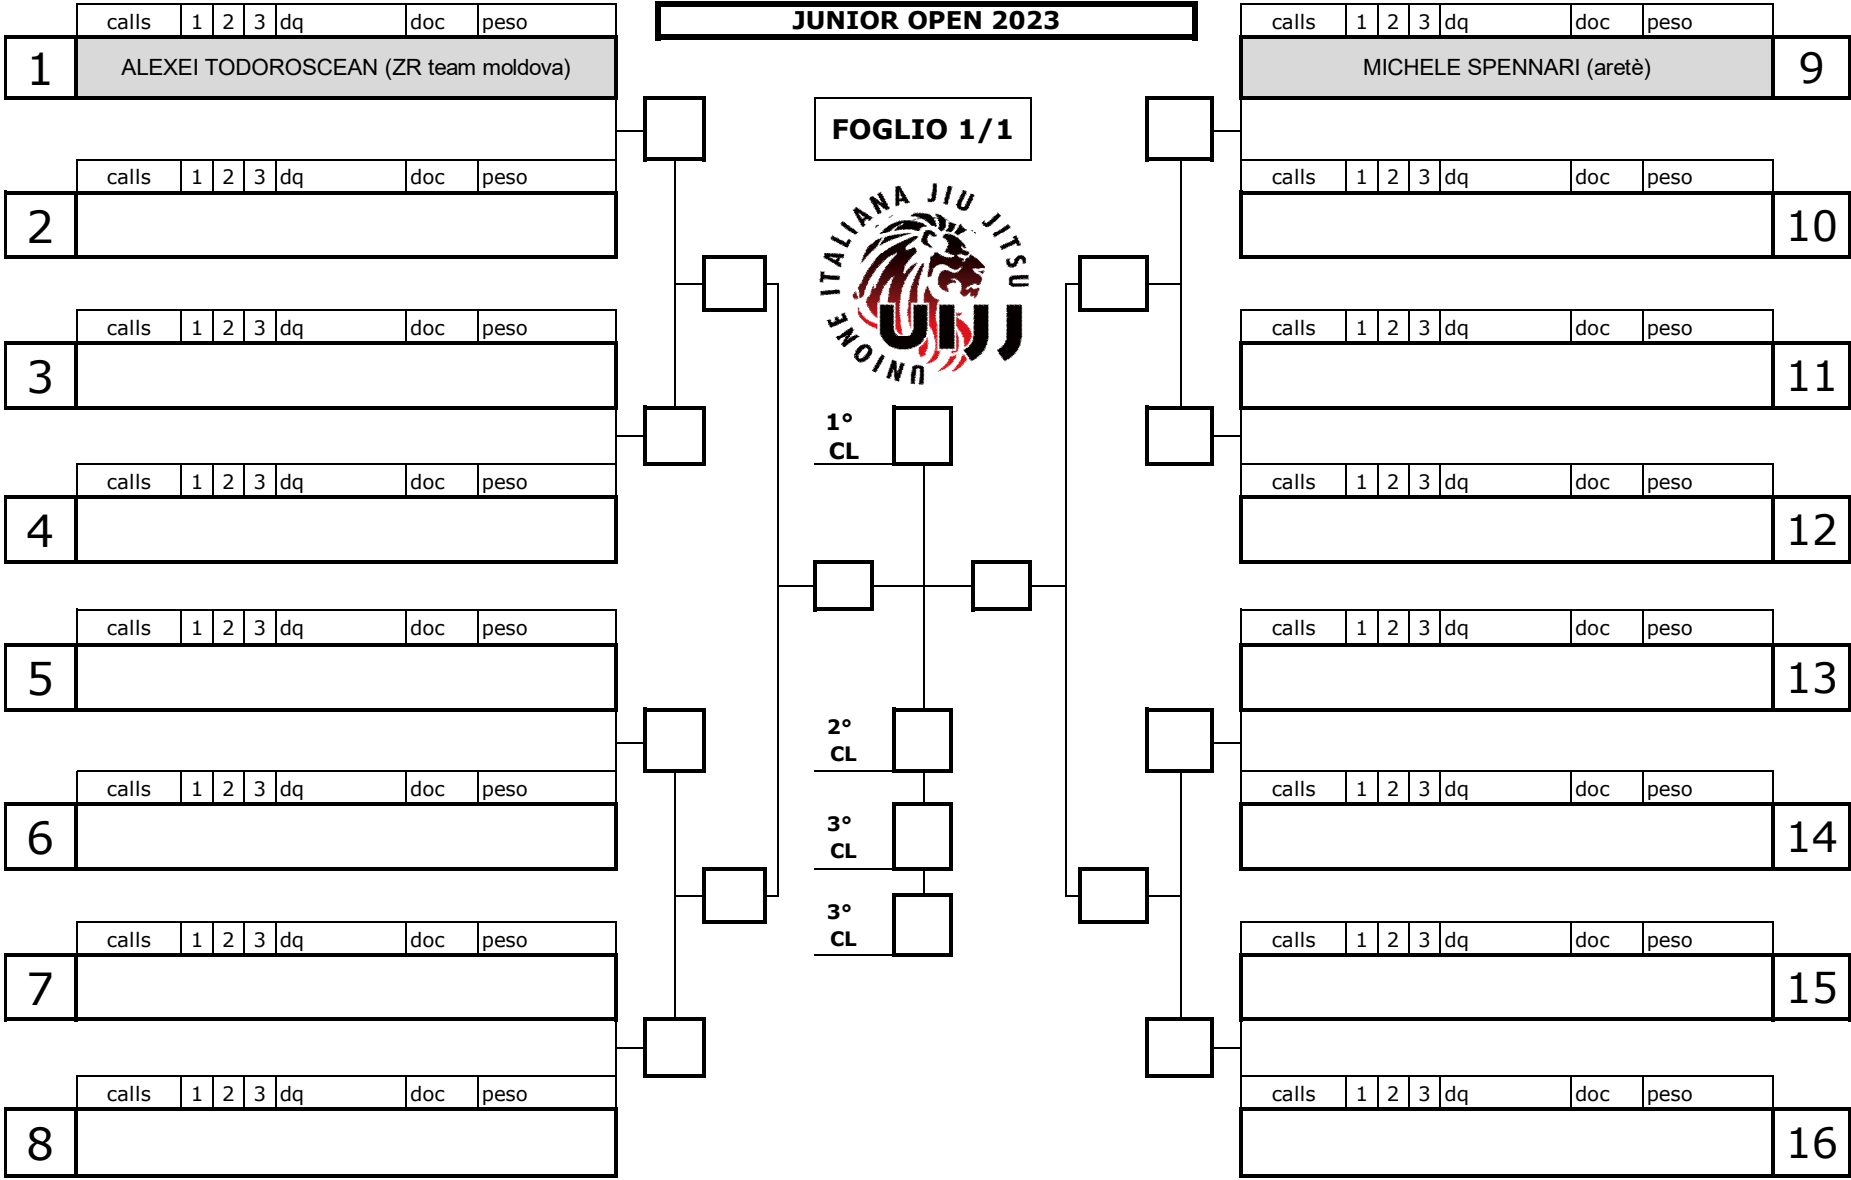 calls 1 2 3 dq doc peso
1 ALEXEI TODOROSCEAN (ZR team moldova)
calls 1 2 3 dq doc peso
2
calls 1 2 3 dq doc peso
3
calls 1 2 3 dq doc peso
4
calls 1 2 3 dq doc peso
5
calls 1 2 3 dq doc peso
6
calls 1 2 3 dq doc peso
7
calls 1 2 3 dq doc peso
8
JUNIOR OPEN 2023
FOGLIO 1/1
UNIONE ITALIANA JIU JITSU
UIJJ
1°
CL
2°
CL
3°
CL
3°
CL
calls 1 2 3 dq doc peso
MICHELE SPENNARI (aretè) 9
calls 1 2 3 dq doc peso
10
calls 1 2 3 dq doc peso
11
calls 1 2 3 dq doc peso
12
calls 1 2 3 dq doc peso
13
calls 1 2 3 dq doc peso
14
calls 1 2 3 dq doc peso
15
calls 1 2 3 dq doc peso
16